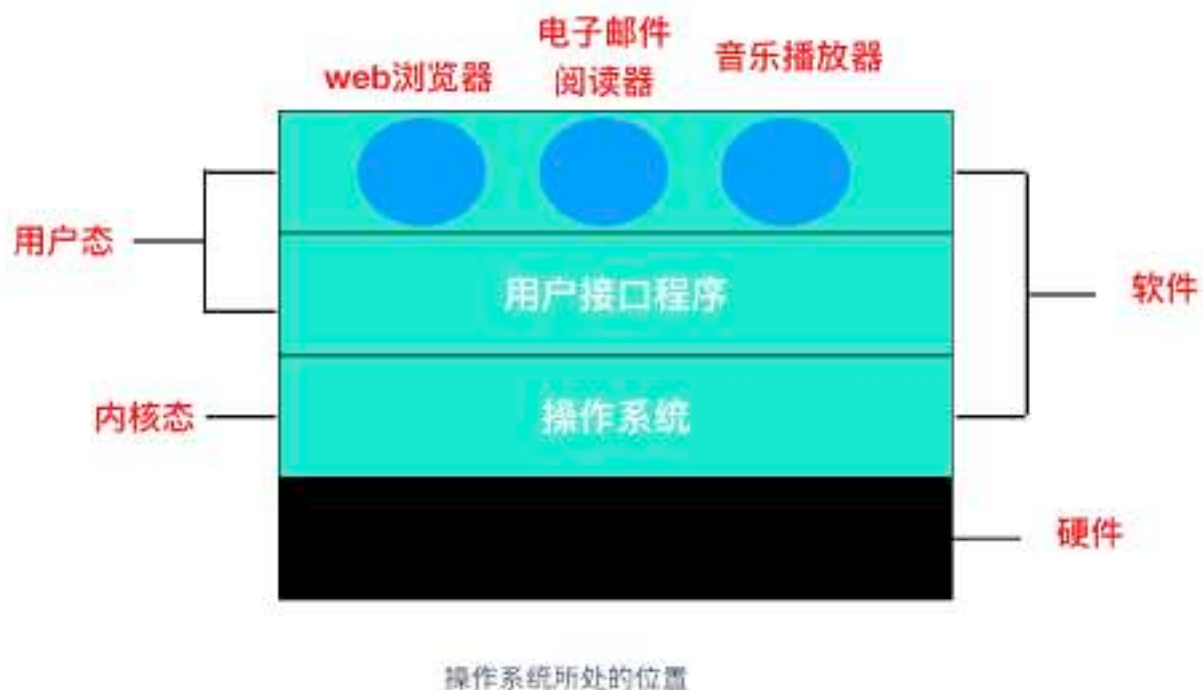 电子邮件
阅读器
web浏览器
音乐播放器
用户态
用户接口程序
软件
内核态
操作系统
硬件
操作系统所处的位置